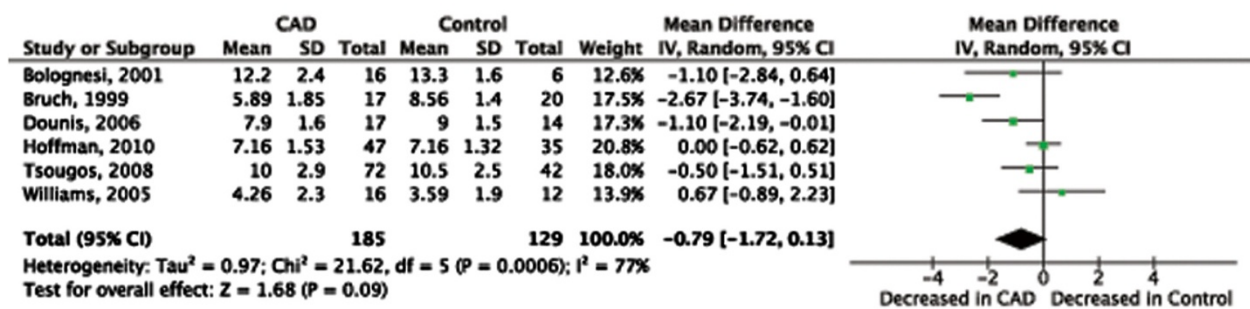 CAD Control Mean Difference Mean Difference
Study or Subgroup Mean SD Total Mean SD Total Weight IV, Random, 95% CI IV, Random, 95% CI
Bolognesi, 2001 12.2 2.4 16 13.3 1.6 6 12.6% −1.10 [−2.84, 0.64]
Bruch, 1999 5.89 1.85 17 8.56 1.4 20 17.5% −2.67 [−3.74, −1.60]
Dounis, 2006 7.9 1.6 17 9 1.5 14 17.3% −1.10 [−2.19, −0.01]
Hoffman, 2010 7.16 1.53 47 7.16 1.32 35 20.8% 0.00 [−0.62, 0.62]
Tsougos, 2008 10 2.9 72 10.5 2.5 42 18.0% −0.50 [−1.51, 0.51]
Williams, 2005 4.26 2.3 16 3.59 1.9 12 13.9% 0.67 [−0.89, 2.23]
Total (95% CI) 185 129 100.0% −0.79 [−1.72, 0.13]
Heterogeneity: Tau² = 0.97; Chi² = 21.62, df = 5 (P = 0.0006); I² = 77%
Test for overall effect: Z = 1.68 (P = 0.09)
−4 −2 0 2 4
Decreased in CAD Decreased in Control